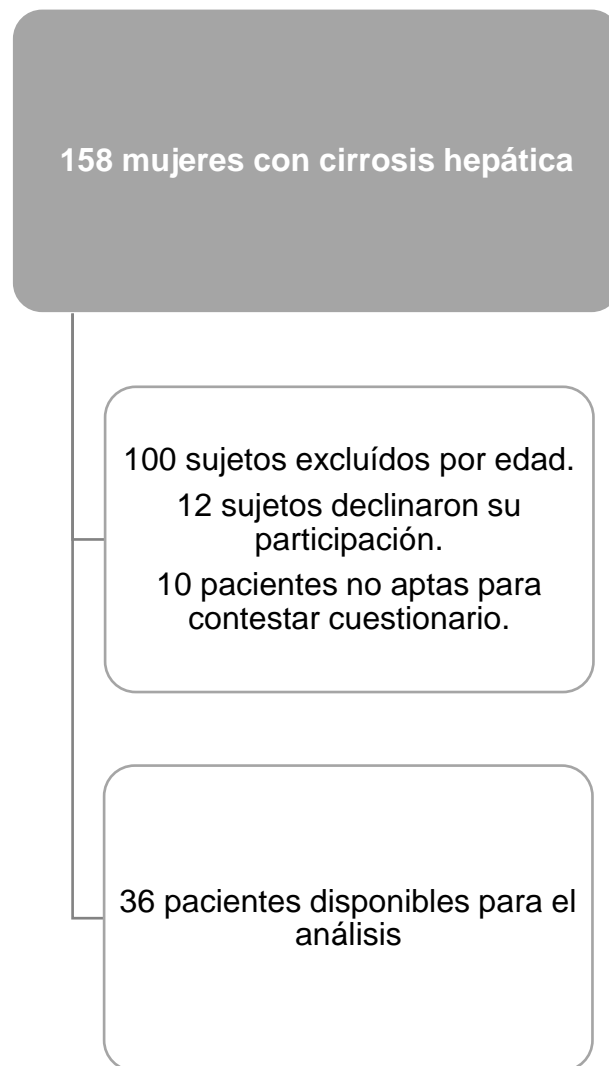 158 mujeres con cirrosis hepática
100 sujetos excluídos por edad.
12 sujetos declinaron su
participación.
10 pacientes no aptas para
contestar cuestionario.
36 pacientes disponibles para el
análisis